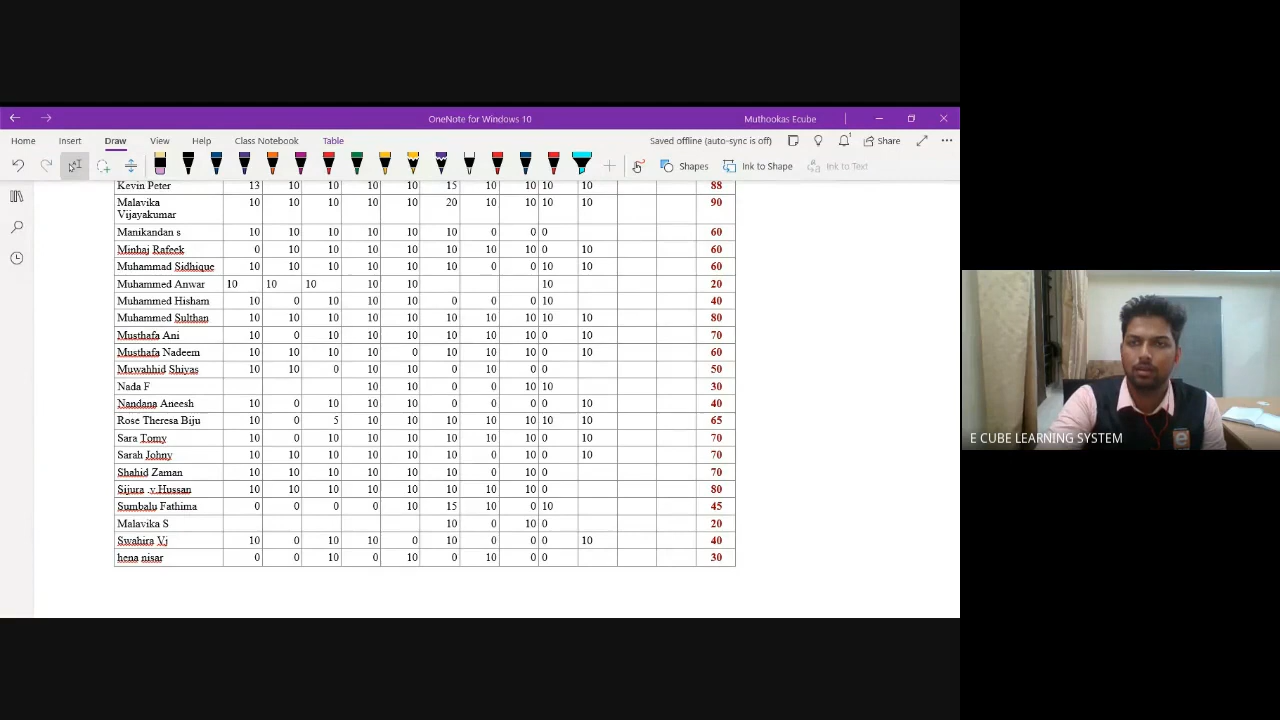 OneNote for Windows 10
Muthookas Ecube
Home Insert Draw View Help Class Notebook Table
Saved offline (auto-sync is off)
Share
Shapes
Ink to Shape
Ink to Text
Kevin Peter 13 10 10 10 10 15 10 10 10 10 88
Malavika 10 10 10 10 10 20 10 10 10 10 90
Vijayakumar
Manikandan s 10 10 10 10 10 10 0 0 0 60
Minhaj Rafeek 0 10 10 10 10 10 10 10 0 10 60
Muhammad Sidhique 10 10 10 10 10 10 0 0 10 10 60
Muhammed Anwar 10 10 10 10 10 10 20
Muhammed Hisham 10 0 10 10 10 0 0 0 10 40
Muhammed Sulthan 10 10 10 10 10 10 10 10 10 10 80
Musthafa Ani 10 0 10 10 10 10 10 10 0 10 70
Musthafa Nadeem 10 10 10 10 0 10 10 10 0 10 60
Muwahhid Shiyas 10 10 0 10 10 0 10 0 0 50
Nada F 10 10 0 0 10 10 30
Nandana Aneesh 10 0 10 10 10 0 0 0 0 10 40
Rose Theresa Biju 10 0 5 10 10 10 10 10 10 10 65
Sara Tomy 10 0 10 10 10 10 10 10 0 10 70
Sarah Johny 10 10 10 10 10 10 0 10 0 10 70
Shahid Zaman 10 10 10 10 10 10 0 10 0 70
Sijura .v.Hussan 10 10 10 10 10 10 10 10 0 80
Sumbalu Fathima 0 0 0 0 10 15 10 0 10 45
Malavika S 10 0 10 0 20
Swahira Vj 10 0 10 10 0 10 0 0 0 10 40
hena nisar 0 0 10 0 10 0 10 0 0 30
E CUBE LEARNING SYSTEM